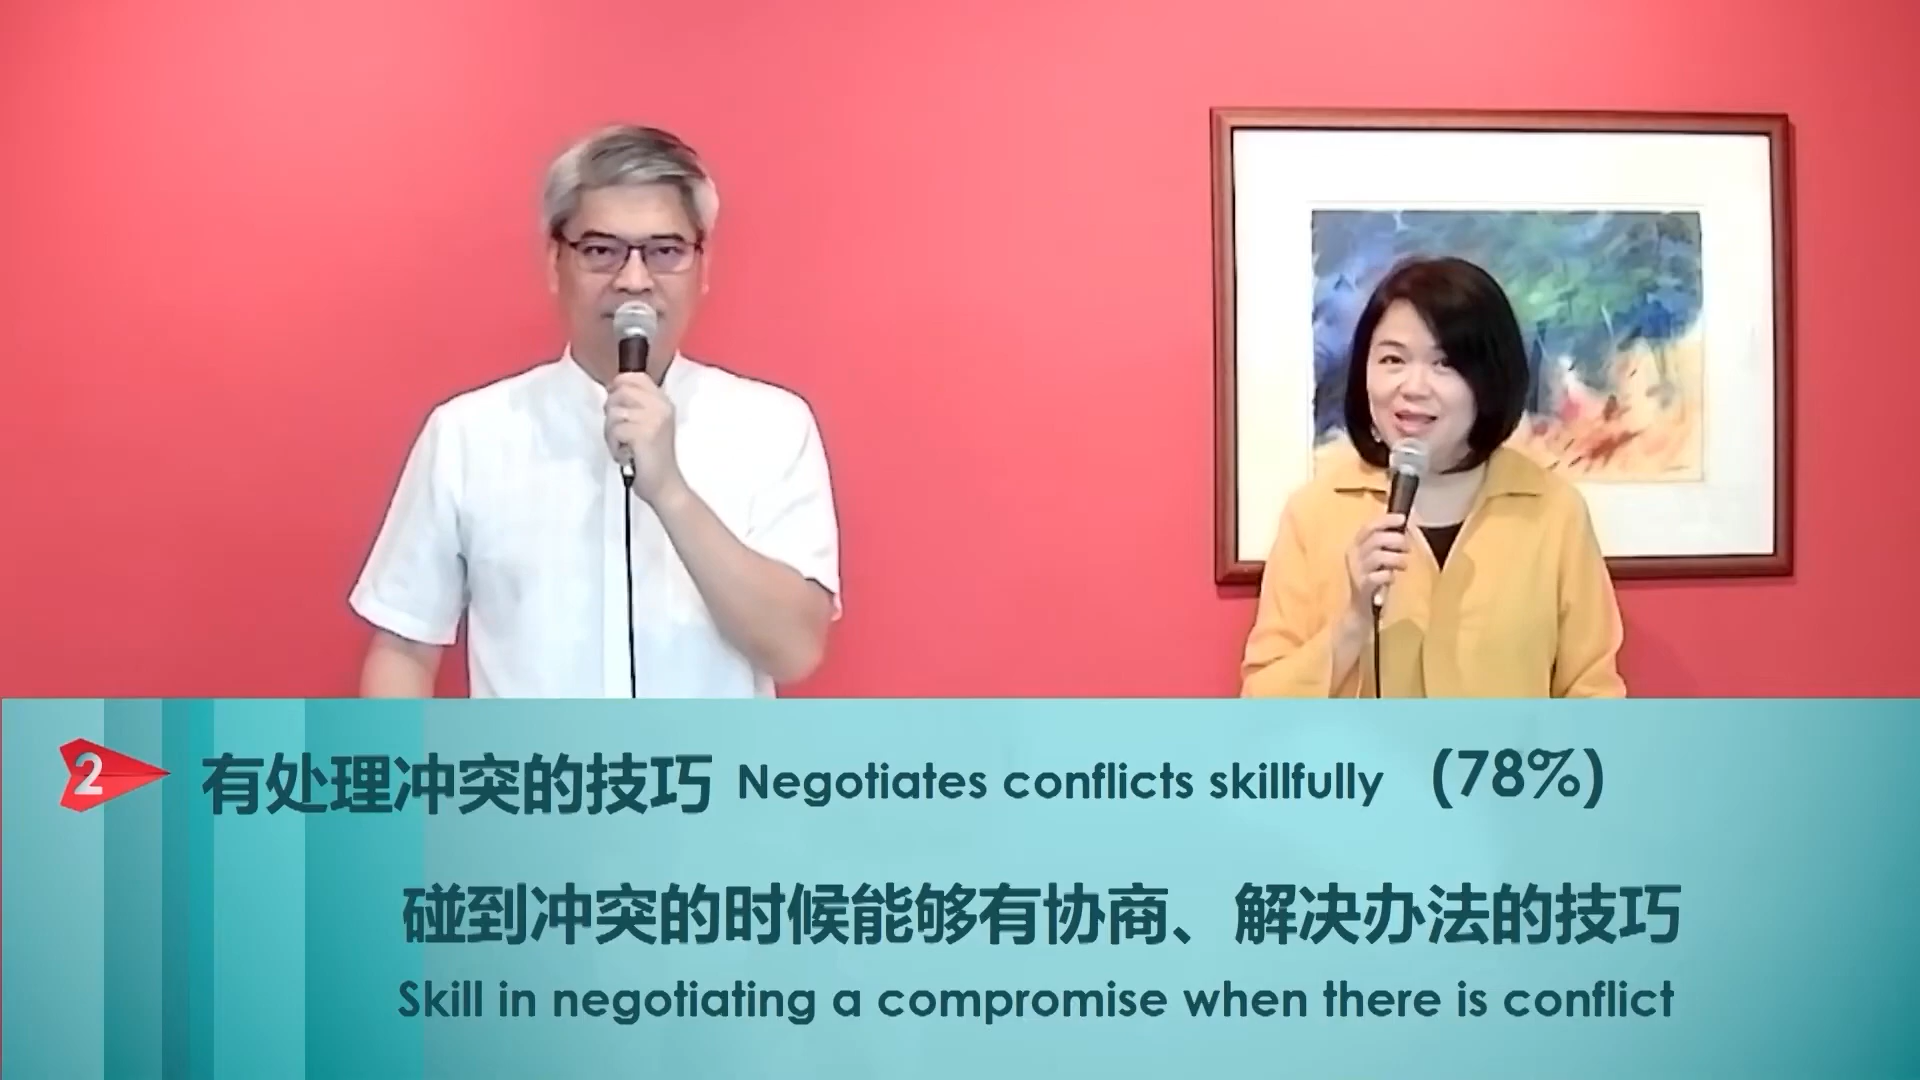 2 有处理冲突的技巧 Negotiates conflicts skillfully (78%)
碰到冲突的时候能够有协商、解决办法的技巧
Skill in negotiating a compromise when there is conflict